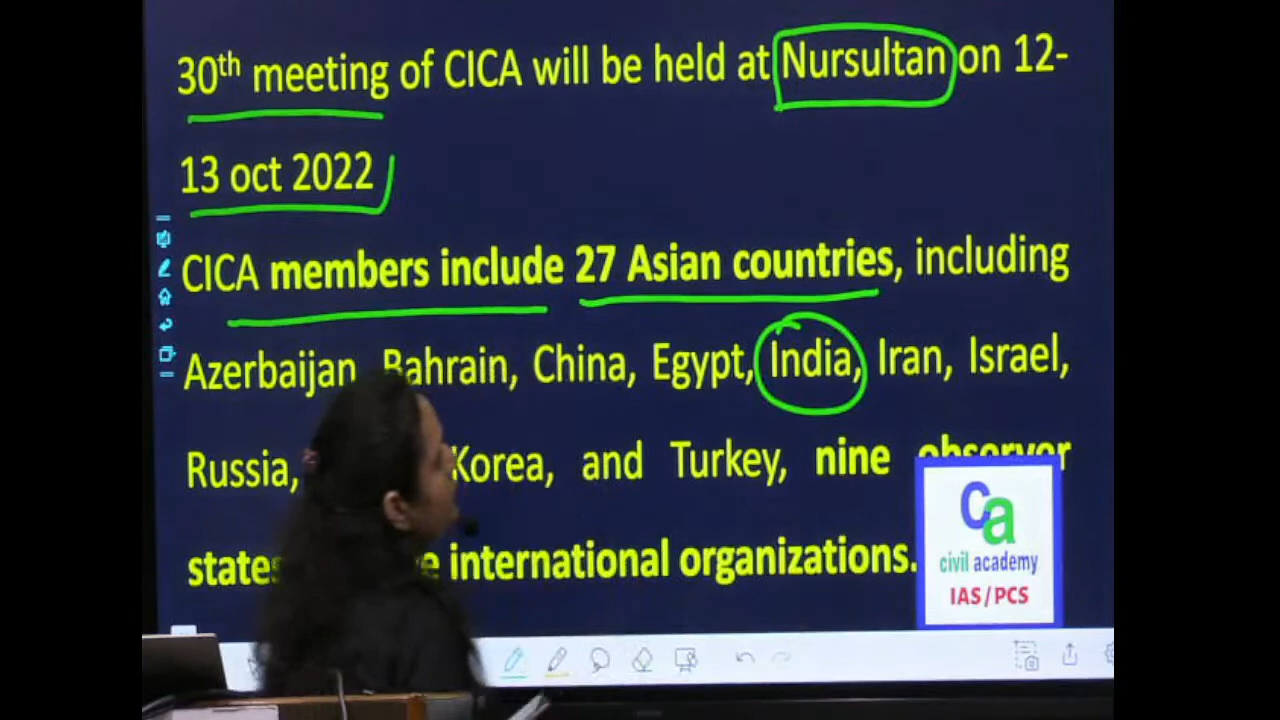 30th meeting of CICA will be held at Nursultan on 12-
13 oct 2022
CICA members include 27 Asian countries, including
Azerbaijan, Bahrain, China, Egypt, India, Iran, Israel,
Russia, Korea, and Turkey, nine observer
states international organizations.
Ca
civil academy
IAS/PCS